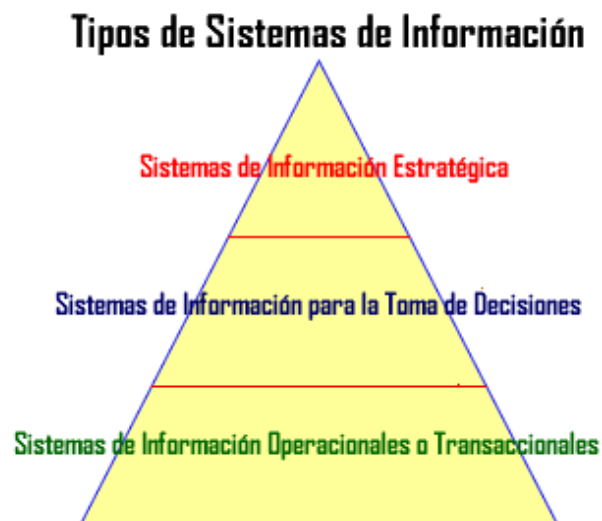 Tipos de Sistemas de Información
Sistemas de Información Estratégica
Sistemas de Información para la Toma de Decisiones
Sistemas de Información Operacionales o Transaccionales